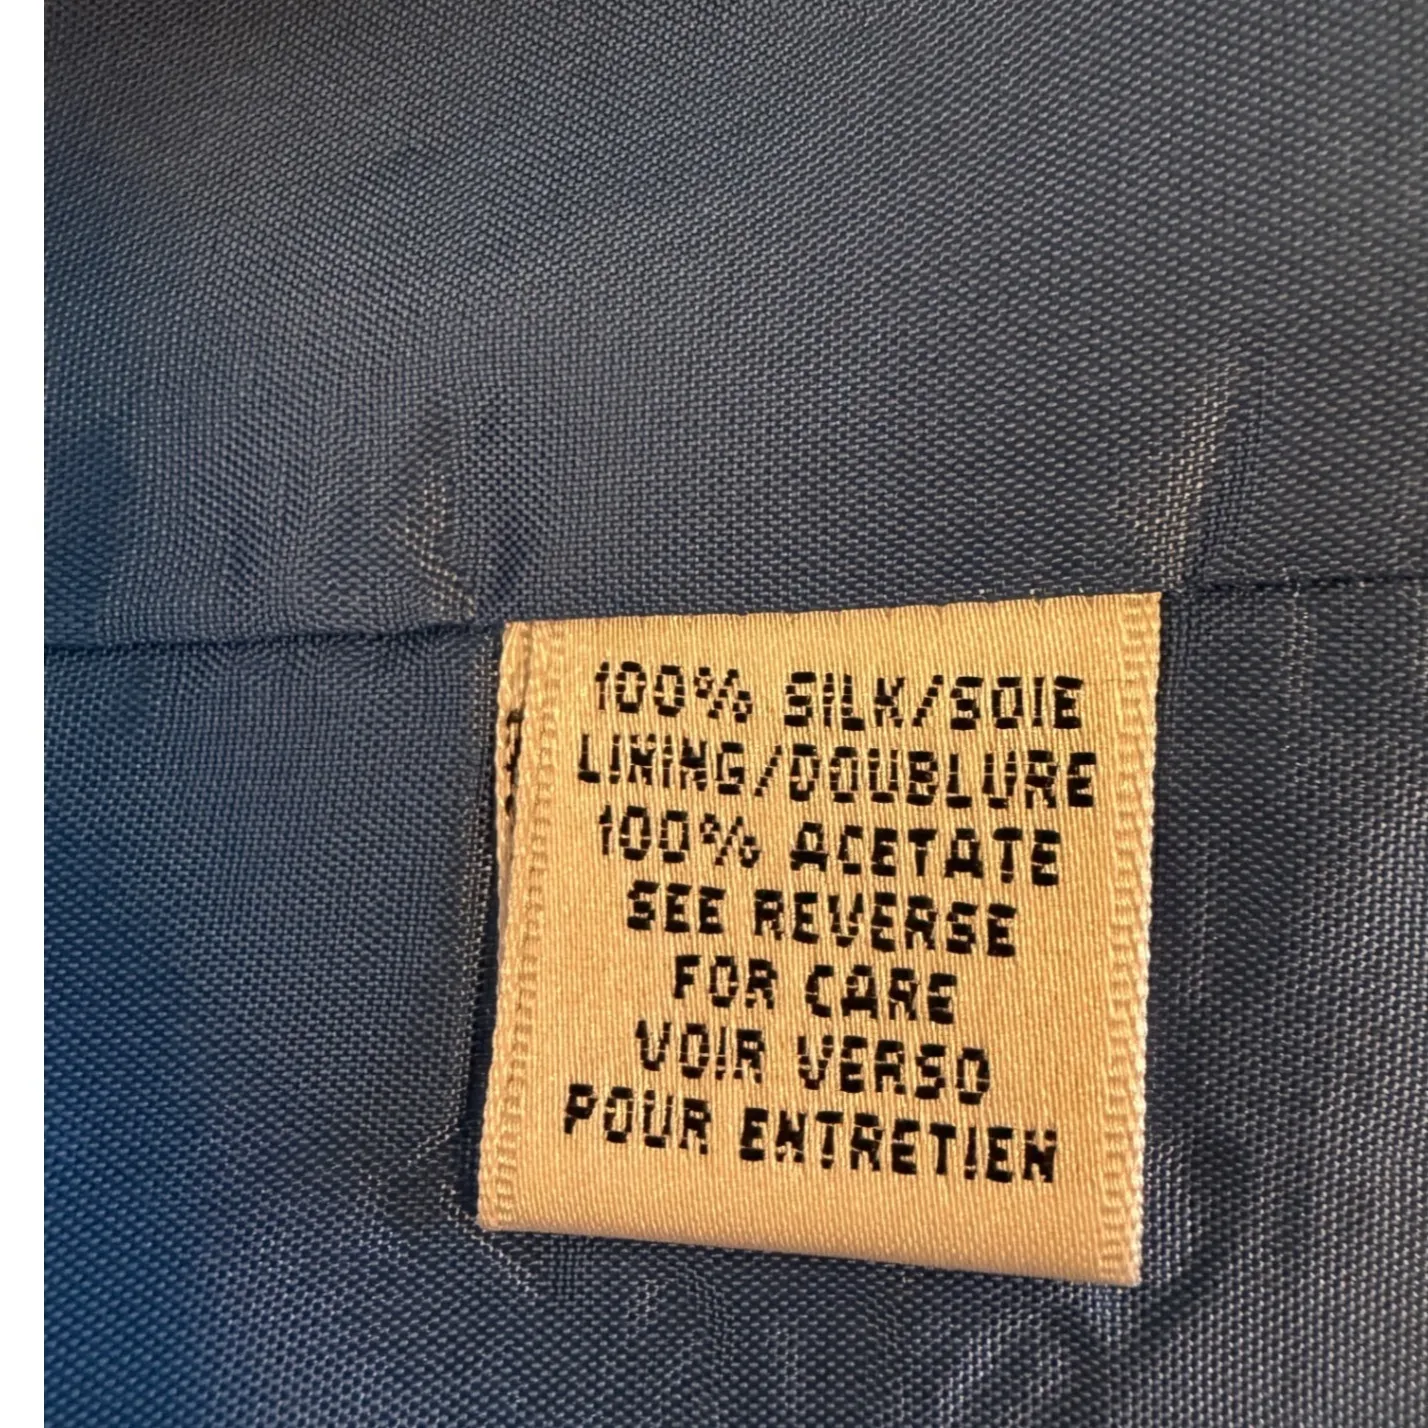 100% SILK/SOIE
LINING/DOUBLURE
100% ACETATE
SEE REVERSE
FOR CARE
VOIR VERSO
POUR ENTRETIEN